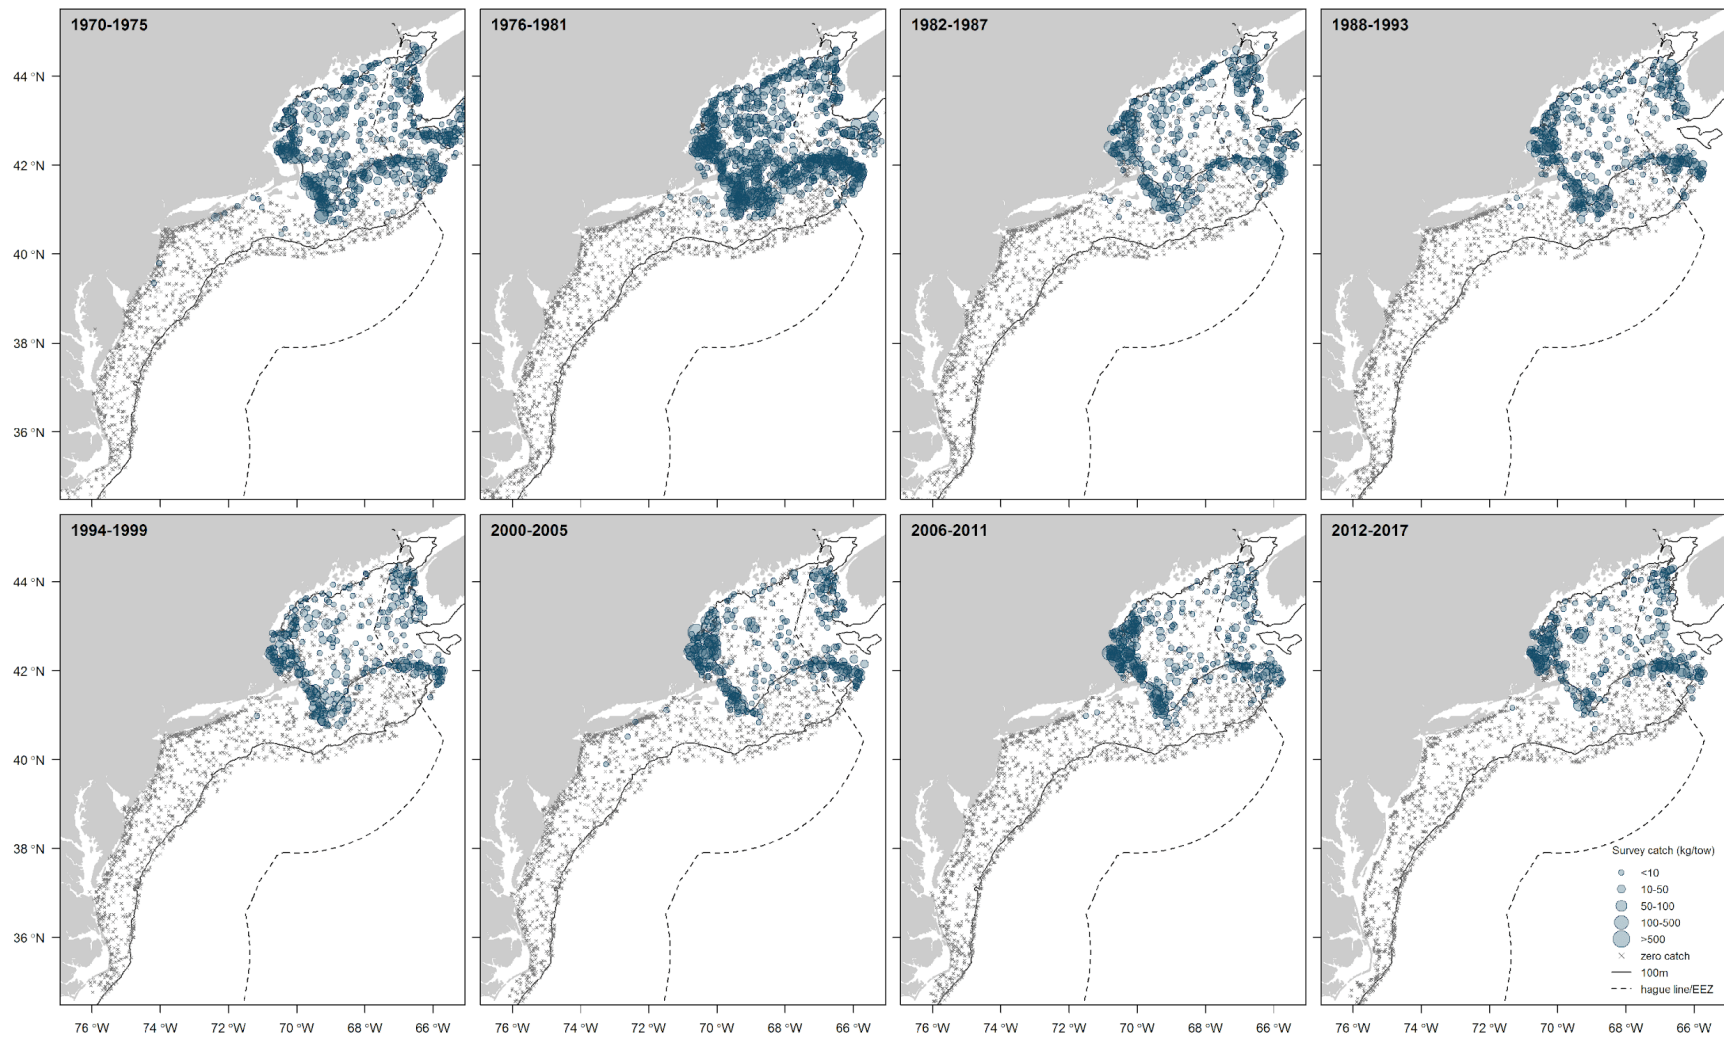 1970-1975
1976-1981
1982-1987
1988-1993
44 °N
42 °N
40 °N
38 °N
36 °N
1994-1999
2000-2005
2006-2011
2012-2017
44 °N
42 °N
40 °N
38 °N
36 °N
Survey catch (kg/tow)
<10
10-50
50-100
100-500
>500
zero catch
100m
hague line/EEZ
76 °W 74 °W 72 °W 70 °W 68 °W 66 °W
76 °W 74 °W 72 °W 70 °W 68 °W 66 °W
76 °W 74 °W 72 °W 70 °W 68 °W 66 °W
76 °W 74 °W 72 °W 70 °W 68 °W 66 °W